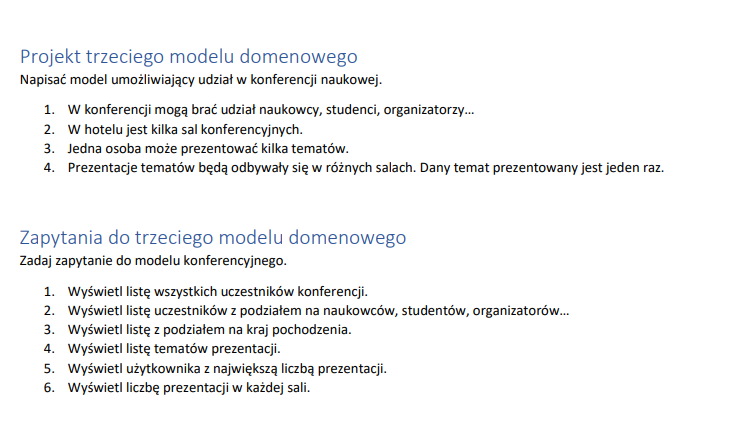 Projekt trzeciego modelu domenowego
Napisać model umożliwiający udział w konferencji naukowej.
1. W konferencji mogą brać udział naukowcy, studenci, organizatorzy…
2. W hotelu jest kilka sal konferencyjnych.
3. Jedna osoba może prezentować kilka tematów.
4. Prezentacje tematów będą odbywały się w różnych salach. Dany temat prezentowany jest jeden raz.
Zapytania do trzeciego modelu domenowego
Zadaj zapytanie do modelu konferencyjnego.
1. Wyświetl listę wszystkich uczestników konferencji.
2. Wyświetl listę uczestników z podziałem na naukowców, studentów, organizatorów…
3. Wyświetl listę z podziałem na kraj pochodzenia.
4. Wyświetl listę tematów prezentacji.
5. Wyświetl użytkownika z największą liczbą prezentacji.
6. Wyświetl liczbę prezentacji w każdej sali.